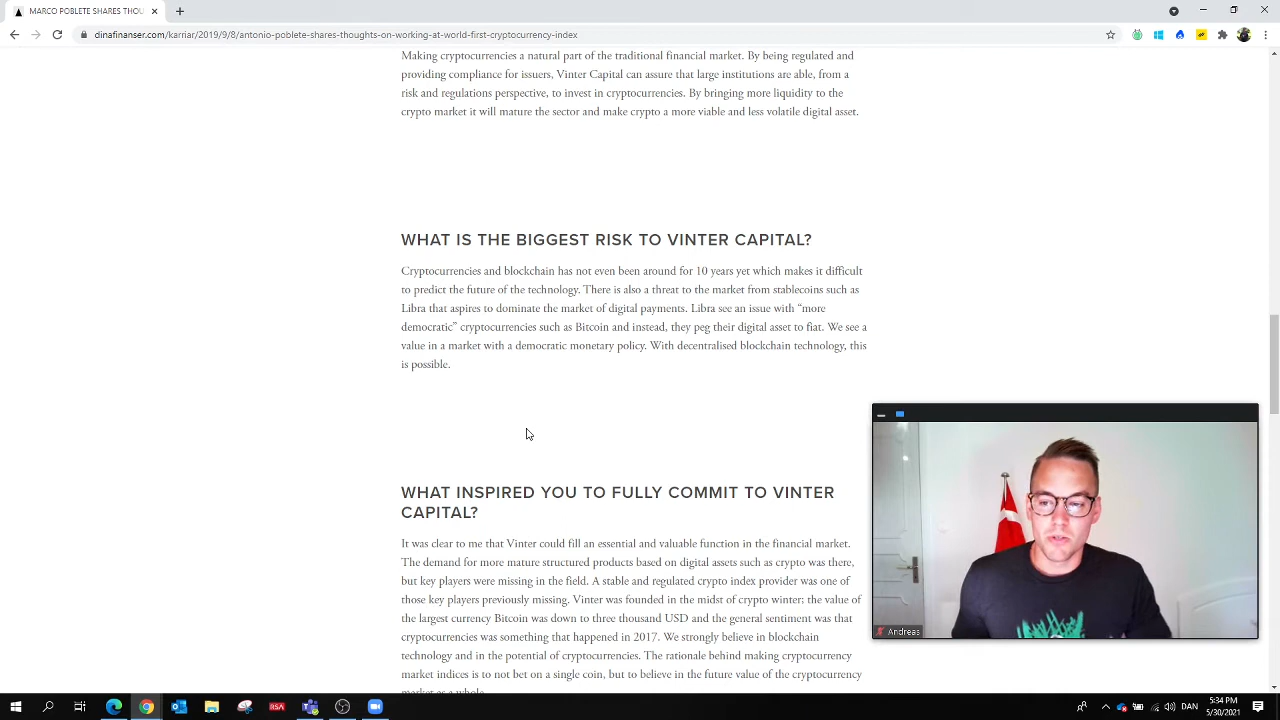 MARCO POBLETE SHARES THOU
dinafinanser.com/karriar/2019/9/8/antonio-poblete-shares-thoughts-on-working-at-world-first-cryptocurrency-index
Making cryptocurrencies a natural part of the traditional financial market. By being regulated and
providing compliance for issuers, Vinter Capital can assure that large institutions are able, from a
risk and regulations perspective, to invest in cryptocurrencies. By bringing more liquidity to the
crypto market it will mature the sector and make crypto a more viable and less volatile digital asset.
WHAT IS THE BIGGEST RISK TO VINTER CAPITAL?
Cryptocurrencies and blockchain has not even been around for 10 years yet which makes it difficult
to predict the future of the technology. There is also a threat to the market from stablecoins such as
Libra that aspires to dominate the market of digital payments. Libra see an issue with “more
democratic” cryptocurrencies such as Bitcoin and instead, they peg their digital asset to fiat. We see a
value in a market with a democratic monetary policy. With decentralised blockchain technology, this
is possible.
WHAT INSPIRED YOU TO FULLY COMMIT TO VINTER
CAPITAL?
It was clear to me that Vinter could fill an essential and valuable function in the financial market.
The demand for more mature structured products based on digital assets such as crypto was there,
but key players were missing in the field. A stable and regulated crypto index provider was one of
those key players previously missing. Vinter was founded in the midst of crypto winter; the value of
the largest currency Bitcoin was down to three thousand USD and the general sentiment was that
cryptocurrencies was something that happened in 2017. We strongly believe in blockchain
technology and in the potential of cryptocurrencies. The rationale behind making cryptocurrency
market indices is to not bet on a single coin, but to believe in the future value of the cryptocurrency
market as a whole.
Andreas
RSA
DAN
5:34 PM
5/30/2021